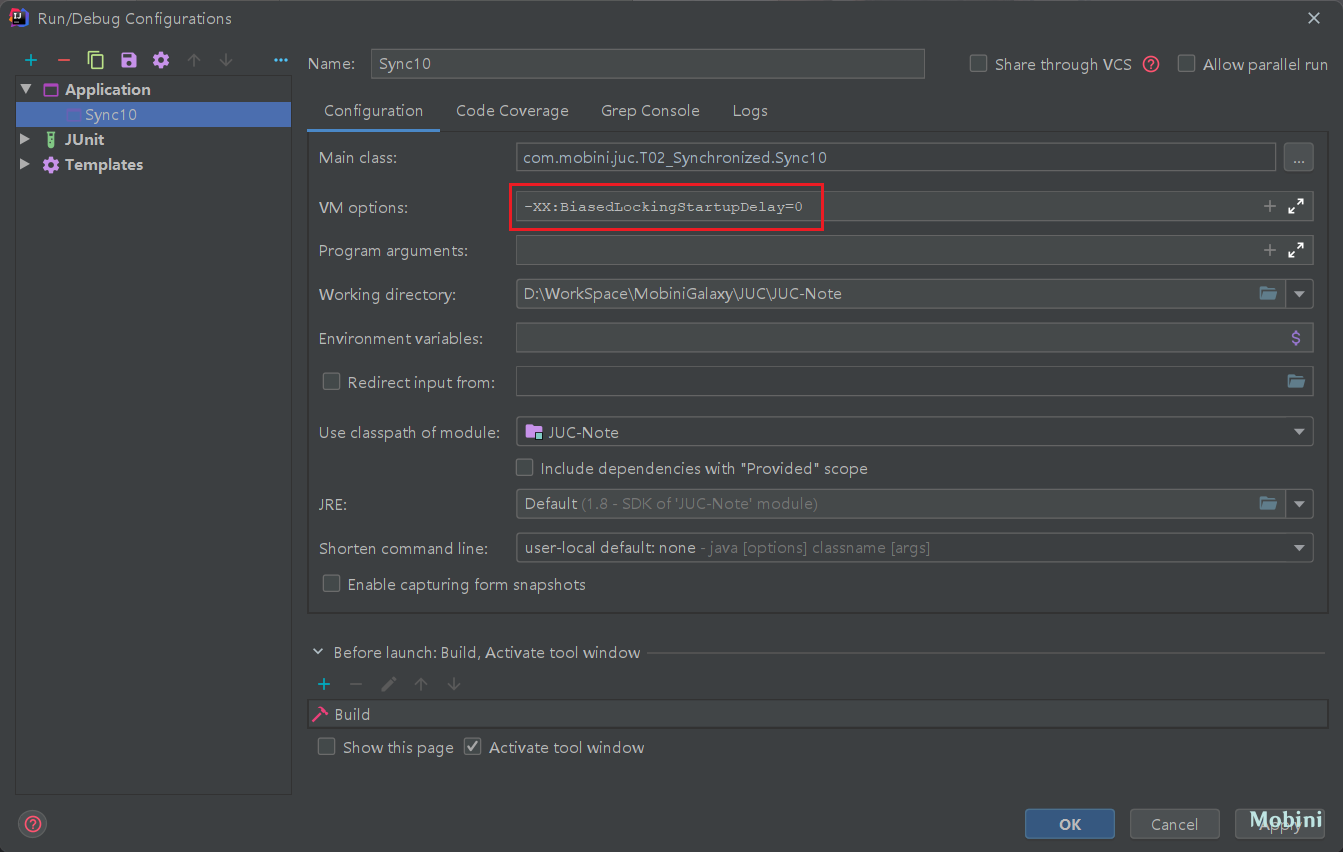 Run/Debug Configurations
Name: Sync10
Share through VCS
Allow parallel run
Application
Sync10
JUnit
Templates
Configuration Code Coverage Grep Console Logs
Main class: com.mobini.juc.T02_Synchronized.Sync10 ...
VM options: -XX:BiasedLockingStartupDelay=0
Program arguments:
Working directory: D:\WorkSpace\MobiniGalaxy\JUC\JUC-Note
Environment variables:
Redirect input from:
Use classpath of module: JUC-Note
Include dependencies with "Provided" scope
JRE: Default (1.8 - SDK of 'JUC-Note' module)
Shorten command line: user-local default: none - java [options] classname [args]
Enable capturing form snapshots
Before launch: Build, Activate tool window
Build
Show this page Activate tool window
OK Cancel Apply
Mobini